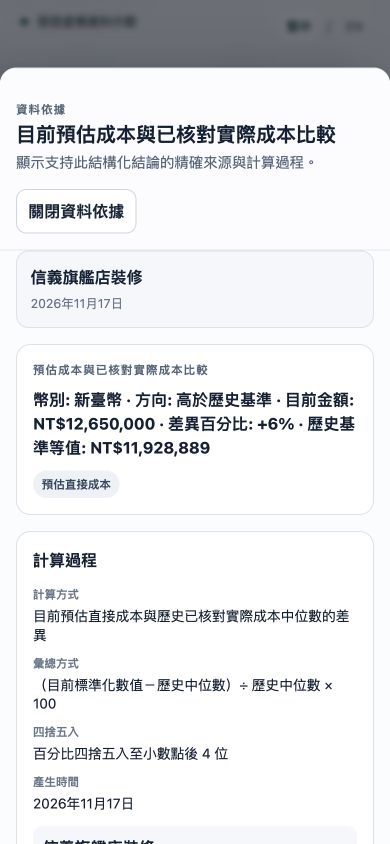 資料依據
目前預估成本與已核對實際成本比較
顯示支持此結構化結論的精確來源與計算過程。
關閉資料依據
信義旗艦店裝修
2026年11月17日
預估成本與已核對實際成本比較
幣別: 新臺幣 · 方向: 高於歷史基準 · 目前金額:
NT$12,650,000 · 差異百分比: +6% · 歷史基
準等值: NT$11,928,889
預估直接成本
計算過程
計算方式
目前預估直接成本與歷史已核對實際成本中位數的差
異
彙總方式
（目前標準化數值－歷史中位數）÷ 歷史中位數 ×
100
四捨五入
百分比四捨五入至小數點後 4 位
產生時間
2026年11月17日
信義旗艦店裝修